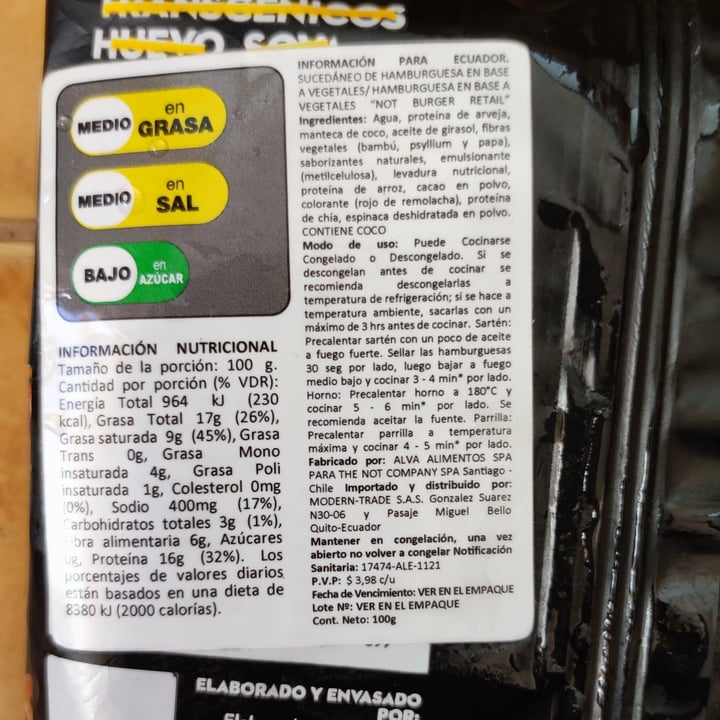 TRANSGÉNICOS
HUEVO SOY
MEDIO en GRASA
MEDIO en SAL
BAJO en AZÚCAR
INFORMACIÓN NUTRICIONAL
Tamaño de la porción: 100 g.
Cantidad por porción (% VDR):
Energía Total 964 kJ (230
kcal), Grasa Total 17g (26%),
Grasa saturada 9g (45%), Grasa
Trans 0g, Grasa Mono
insaturada 4g, Grasa Poli
insaturada 1g, Colesterol 0mg
(0%), Sodio 400mg (17%),
Carbohidratos totales 3g (1%),
Fibra alimentaria 6g, Azúcares
0g, Proteína 16g (32%). Los
porcentajes de valores diarios
están basados en una dieta de
8380 kJ (2000 calorías).
INFORMACIÓN PARA ECUADOR.
SUCEDÁNEO DE HAMBURGUESA EN BASE
A VEGETALES/ HAMBURGUESA EN BASE A
VEGETALES "NOT BURGER RETAIL"
Ingredientes: Agua, proteína de arveja,
manteca de coco, aceite de girasol, fibras
vegetales (bambú, psyllium y papa),
saborizantes naturales, emulsionante
(metilcelulosa), levadura nutricional,
proteína de arroz, cacao en polvo,
colorante (rojo de remolacha), proteína
de chía, espinaca deshidratada en polvo.
CONTIENE COCO
Modo de uso: Puede Cocinarse
Congelado o Descongelado. Si se
descongelan antes de cocinar se
recomienda descongelarlas a
temperatura de refrigeración; si se hace a
temperatura ambiente, sacarlas con un
máximo de 3 hrs antes de cocinar. Sartén:
Precalentar sartén con un poco de aceite
a fuego fuerte. Sellar las hamburguesas
30 seg por lado, luego bajar a fuego
medio bajo y cocinar 3 - 4 min* por lado.
Horno: Precalentar horno a 180°C y
cocinar 5 - 6 min* por lado. Se
recomienda aceitar la fuente. Parrilla:
Precalentar parrilla a temperatura
máxima y cocinar 4 - 5 min* por lado.
Fabricado por: ALVA ALIMENTOS SPA
PARA THE NOT COMPANY SPA Santiago -
Chile Importado y distribuido por:
MODERN-TRADE S.A.S. Gonzalez Suarez
N30-06 y Pasaje Miguel Bello
Quito-Ecuador
Mantener en congelación, una vez
abierto no volver a congelar Notificación
Sanitaria: 17474-ALE-1121
P.V.P: $ 3,98 c/u
Fecha de Vencimiento: VER EN EL EMPAQUE
Lote Nº: VER EN EL EMPAQUE
Cont. Neto: 100g
ELABORADO Y ENVASADO
POR: